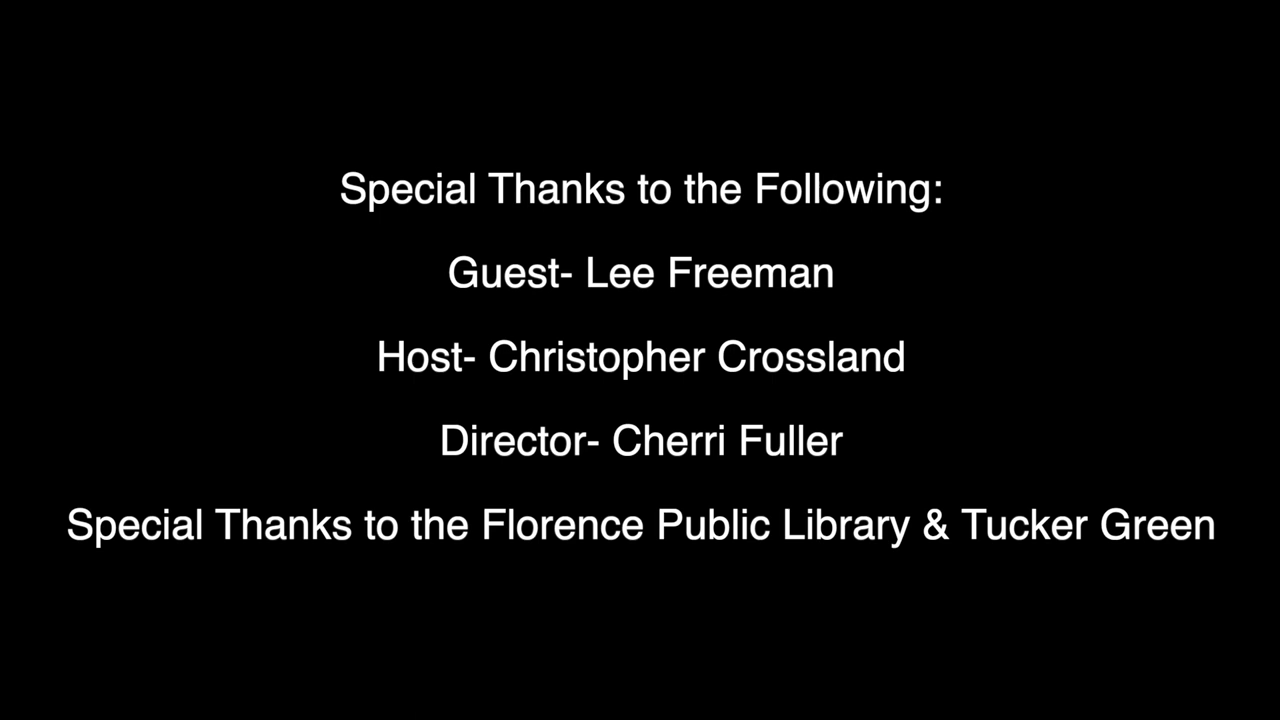 Special Thanks to the Following:
Guest- Lee Freeman
Host- Christopher Crossland
Director- Cherri Fuller
Special Thanks to the Florence Public Library & Tucker Green